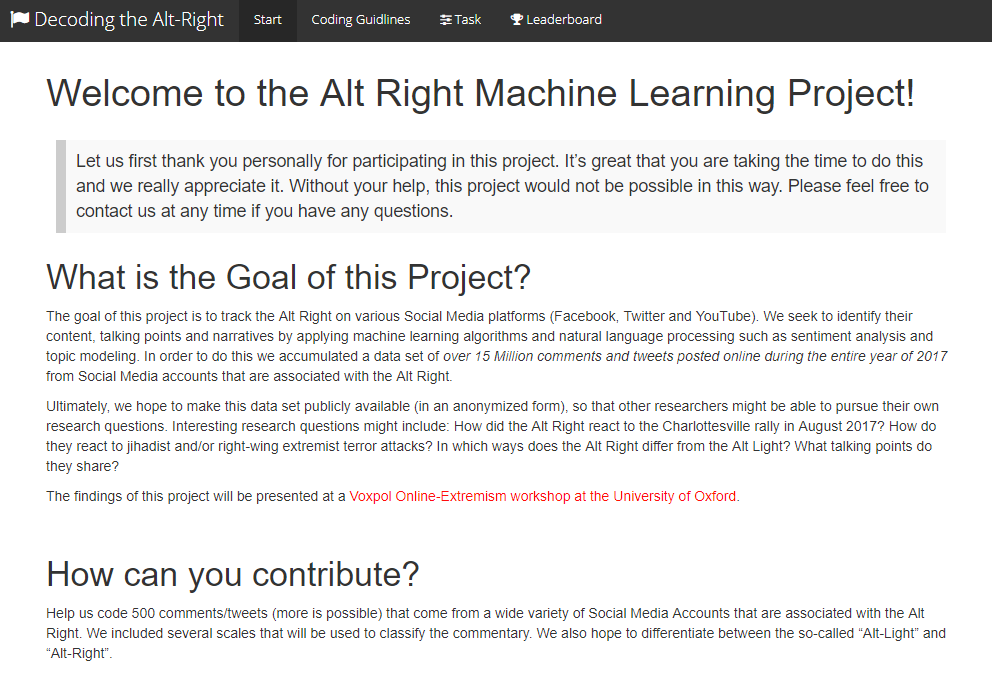 Decoding the Alt-Right Start Coding Guidlines Task Leaderboard
Welcome to the Alt Right Machine Learning Project!
Let us first thank you personally for participating in this project. It's great that you are taking the time to do this
and we really appreciate it. Without your help, this project would not be possible in this way. Please feel free to
contact us at any time if you have any questions.
What is the Goal of this Project?
The goal of this project is to track the Alt Right on various Social Media platforms (Facebook, Twitter and YouTube). We seek to identify their
content, talking points and narratives by applying machine learning algorithms and natural language processing such as sentiment analysis and
topic modeling. In order to do this we accumulated a data set of over 15 Million comments and tweets posted online during the entire year of 2017
from Social Media accounts that are associated with the Alt Right.
Ultimately, we hope to make this data set publicly available (in an anonymized form), so that other researchers might be able to pursue their own
research questions. Interesting research questions might include: How did the Alt Right react to the Charlottesville rally in August 2017? How do
they react to jihadist and/or right-wing extremist terror attacks? In which ways does the Alt Right differ from the Alt Light? What talking points do
they share?
The findings of this project will be presented at a Voxpol Online-Extremism workshop at the University of Oxford.
How can you contribute?
Help us code 500 comments/tweets (more is possible) that come from a wide variety of Social Media Accounts that are associated with the Alt
Right. We included several scales that will be used to classify the commentary. We also hope to differentiate between the so-called “Alt-Light” and
“Alt-Right”.